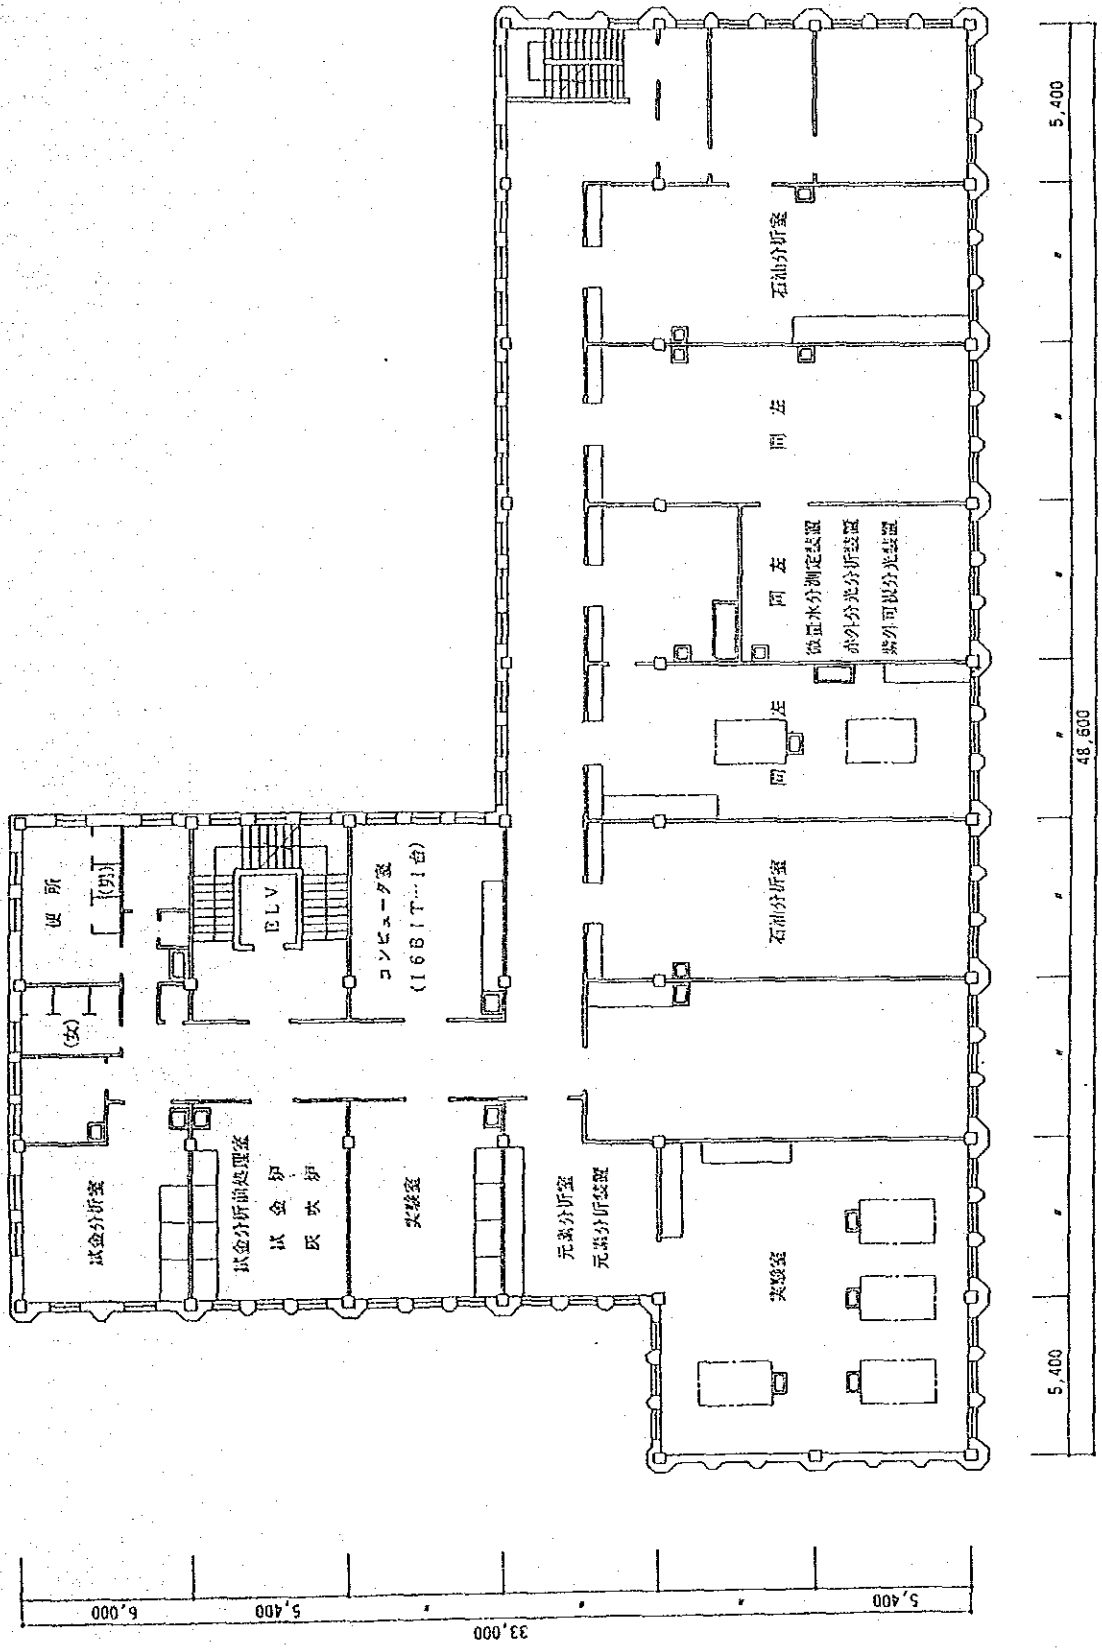 便所
(男)
(女)
ELV
コンピュータ室
(16BIT…1台)
試金分析室
試金分析前処理室
試金炉
灰吹炉
実験室
元素分析室
元素分析装置
実験室
石油分析室
同左
同左
微量水分測定装置
赤外分光分析装置
紫外可視分光装置
同左
石油分析室
5,400
〃
〃
〃
〃
〃
〃
〃
5,400
48,600
6,000
5,400
〃
〃
〃
5,400
33,000